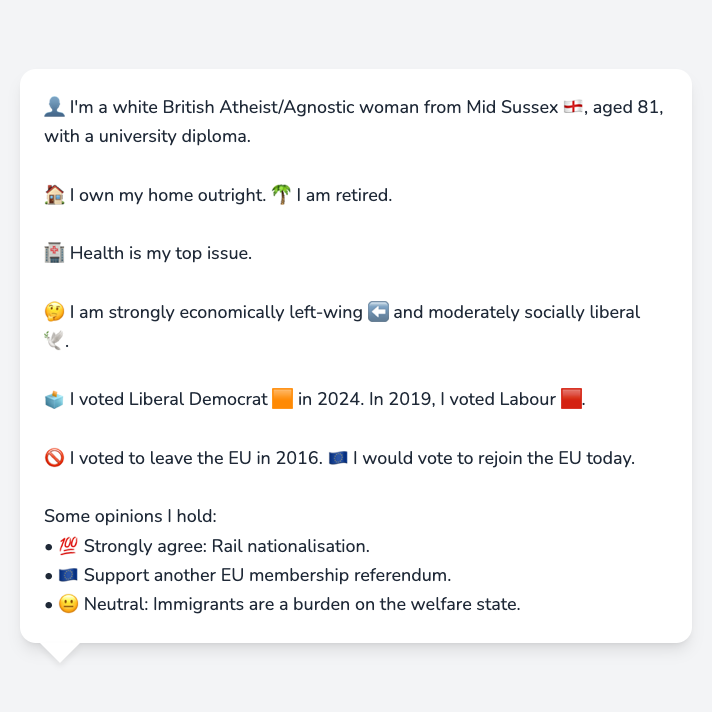 👤 I'm a white British Atheist/Agnostic woman from Mid Sussex 🏴󠁧󠁢󠁥󠁮󠁧󠁿, aged 81,
with a university diploma.
🏠 I own my home outright. 🌴 I am retired.
🏥 Health is my top issue.
🤔 I am strongly economically left-wing ⬅️ and moderately socially liberal
🕊️.
🗳️ I voted Liberal Democrat 🟧 in 2024. In 2019, I voted Labour 🟥.
🚫 I voted to leave the EU in 2016. 🇪🇺 I would vote to rejoin the EU today.
Some opinions I hold:
• 💯 Strongly agree: Rail nationalisation.
• 🇪🇺 Support another EU membership referendum.
• 😐 Neutral: Immigrants are a burden on the welfare state.